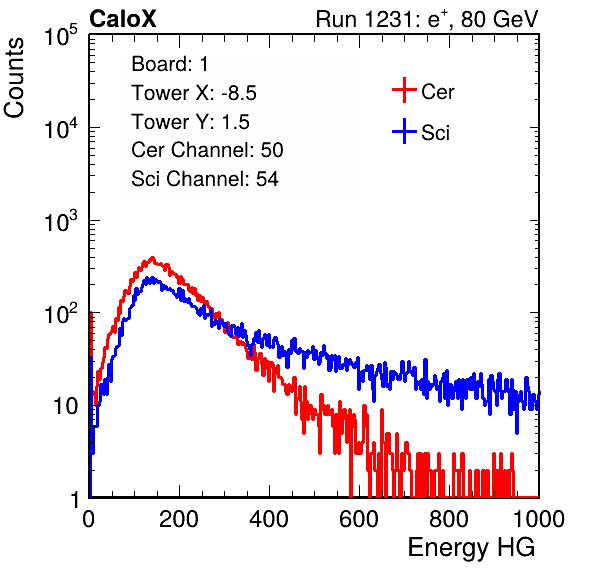 CaloX Run 1231: e⁺, 80 GeV
Counts
10⁵
10⁴
10³
10²
10
1
Board: 1
Tower X: -8.5
Tower Y: 1.5
Cer Channel: 50
Sci Channel: 54
Cer
Sci
0 200 400 600 800 1000
Energy HG